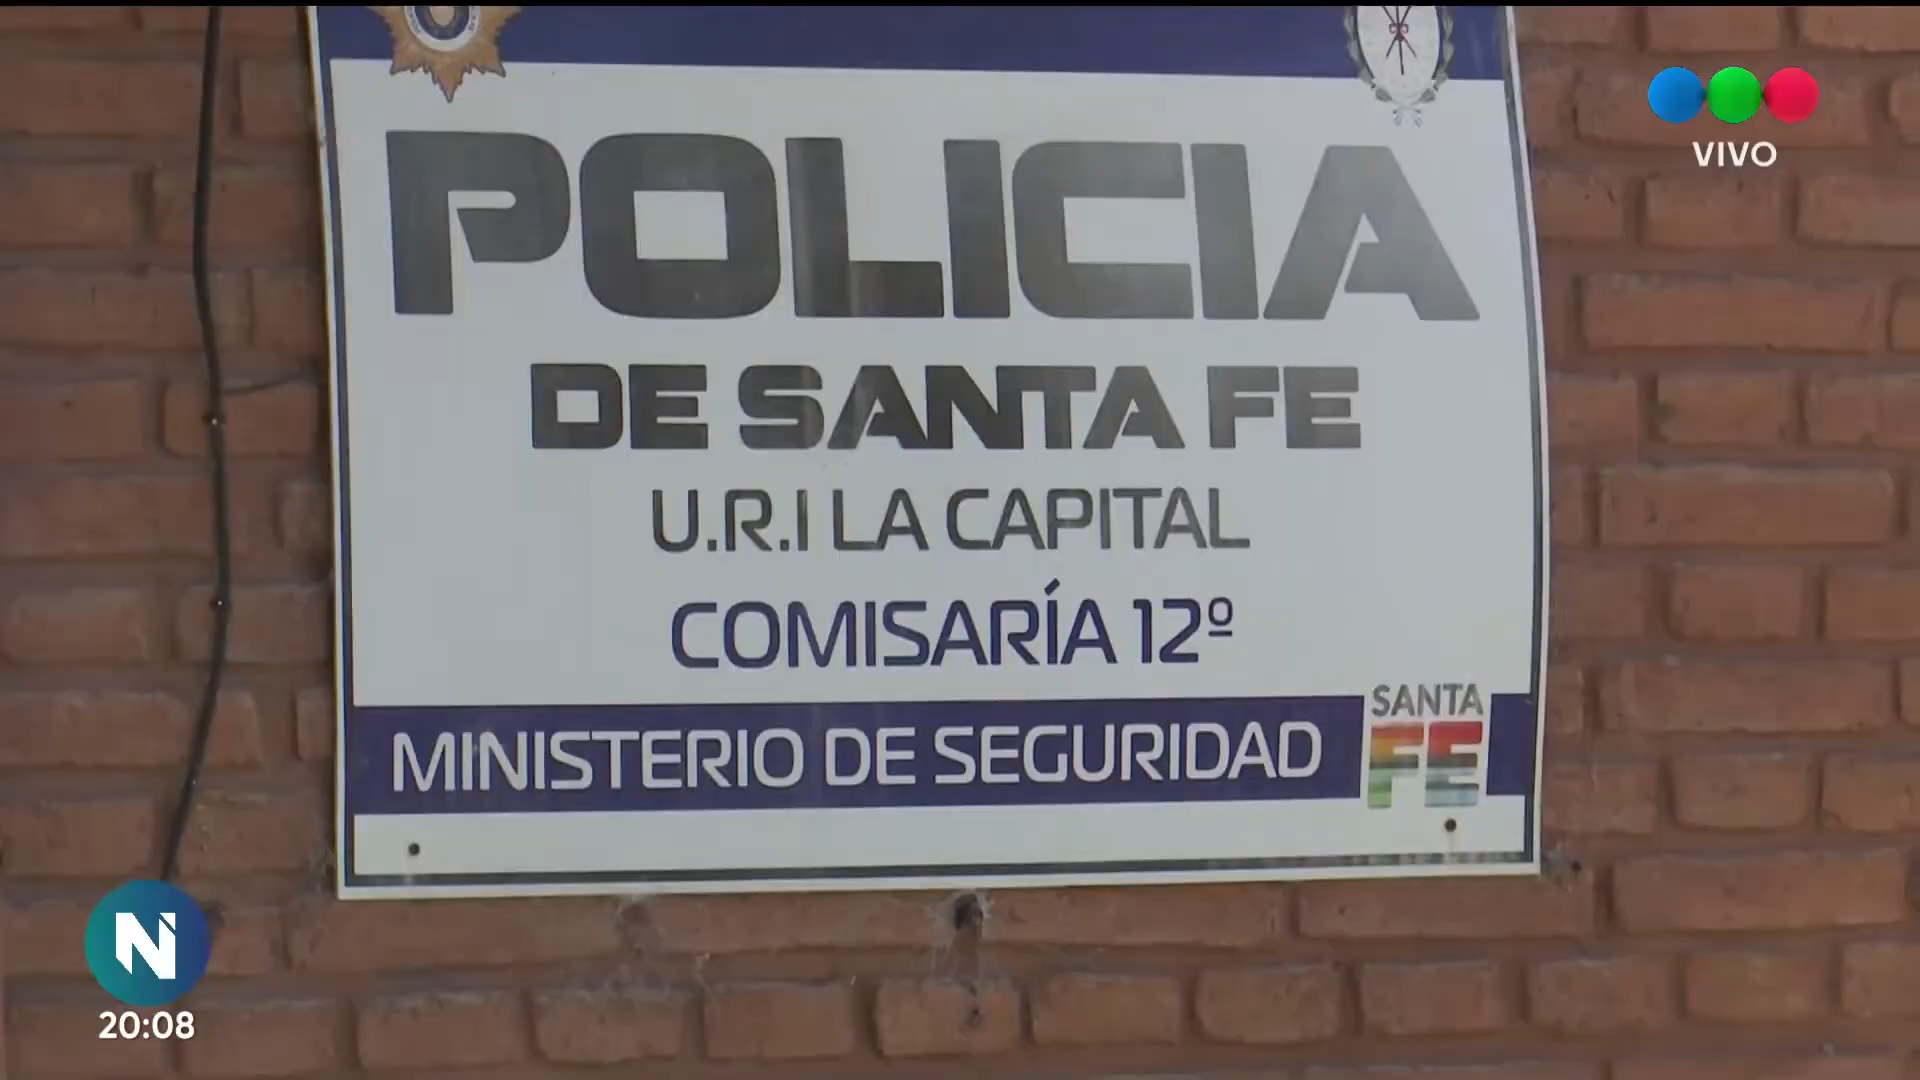 VIVO
POLICIA
DE SANTA FE
U.R.I LA CAPITAL
COMISARÍA 12º
SANTA
FE
MINISTERIO DE SEGURIDAD
N
20:08